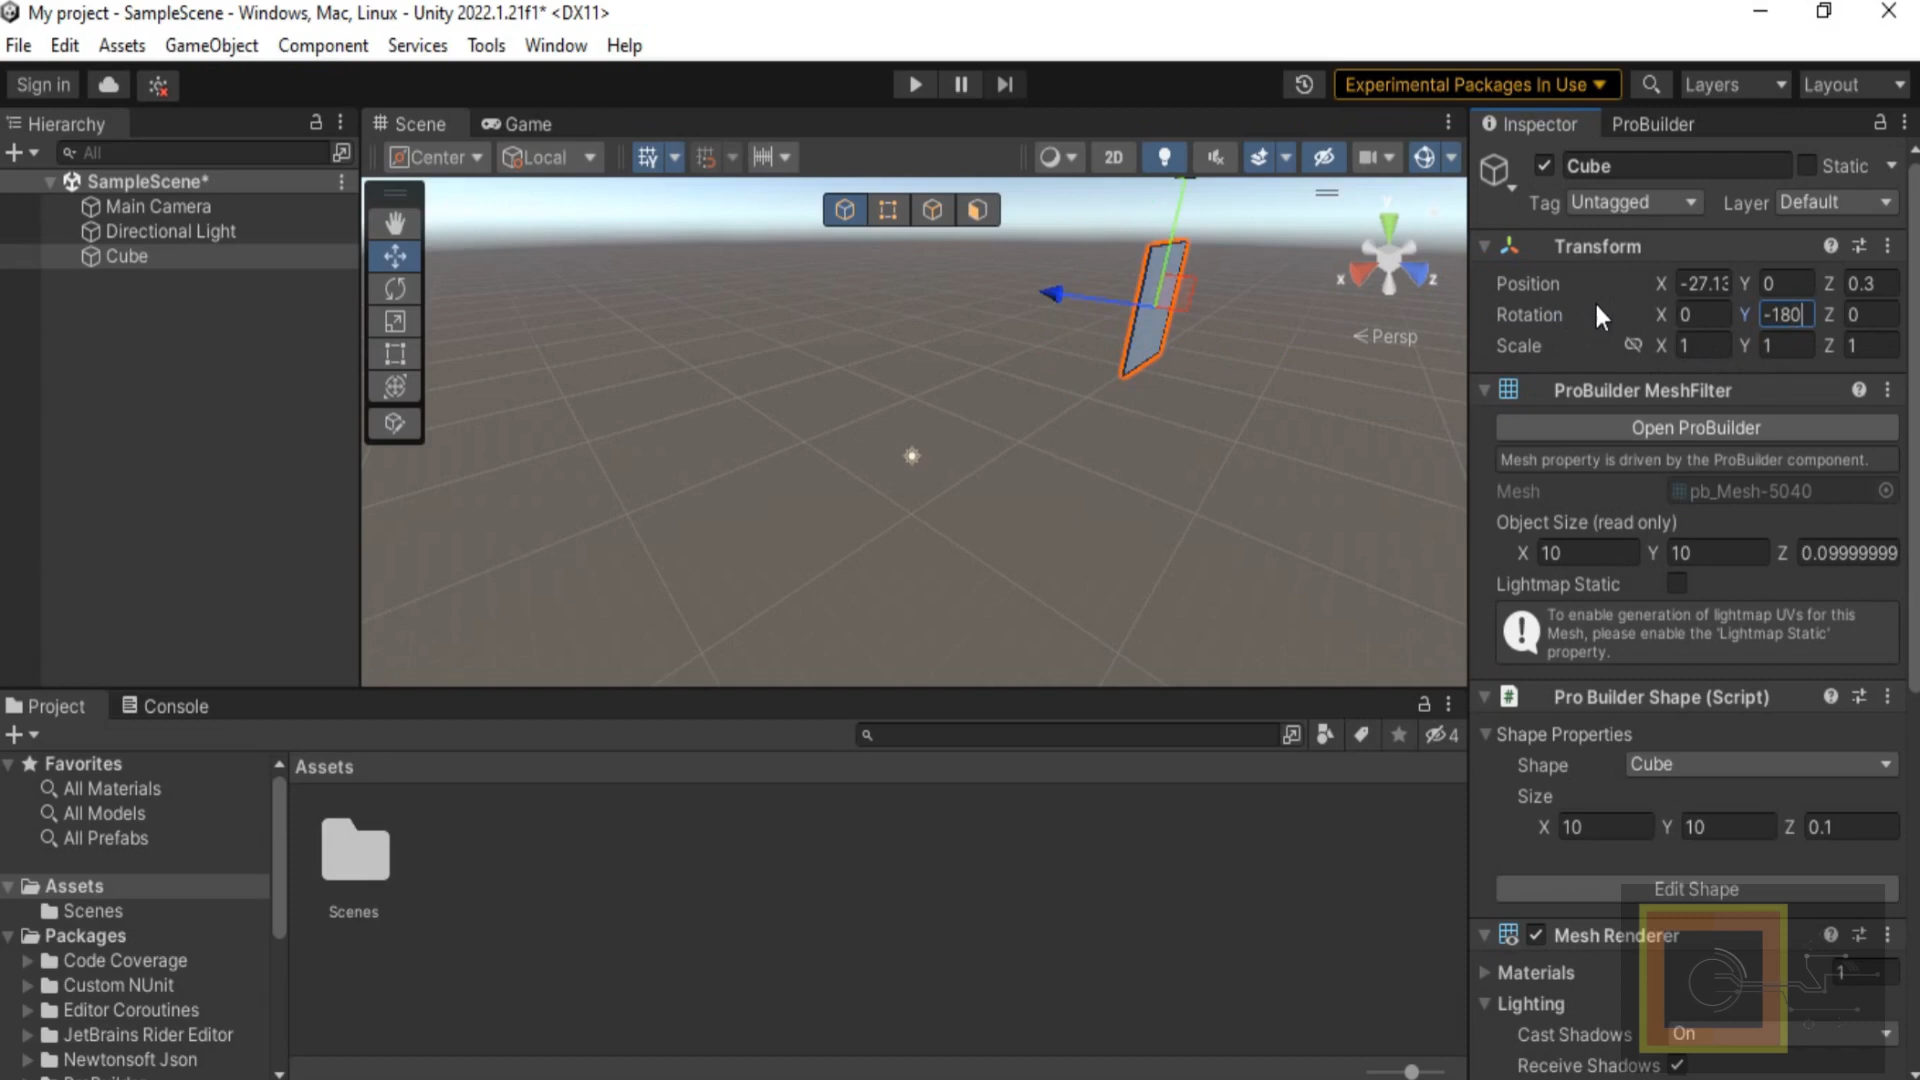 My project - SampleScene - Windows, Mac, Linux - Unity 2022.1.21f1* <DX11>
File Edit Assets GameObject Component Services Tools Window Help
Sign in
Experimental Packages In Use
Layers
Layout
Hierarchy
All
SampleScene*
Main Camera
Directional Light
Cube
Scene
Game
Center
Local
2D
x
z
Persp
Inspector
ProBuilder
Cube
Static
Tag Untagged Layer Default
Transform
Position X -27.13 Y 0 Z 0.3
Rotation X 0 Y -180 Z 0
Scale X 1 Y 1 Z 1
ProBuilder MeshFilter
Open ProBuilder
Mesh property is driven by the ProBuilder component.
Mesh pb_Mesh-5040
Object Size (read only)
X 10 Y 10 Z 0.09999999
Lightmap Static
To enable generation of lightmap UVs for this
Mesh, please enable the 'Lightmap Static'
property.
Pro Builder Shape (Script)
Shape Properties
Shape Cube
Size
X 10 Y 10 Z 0.1
Edit Shape
Mesh Renderer
Materials 1
Lighting
Cast Shadows On
Receive Shadows
Project
Console
4
Favorites
All Materials
All Models
All Prefabs
Assets
Scenes
Packages
Code Coverage
Custom NUnit
Editor Coroutines
JetBrains Rider Editor
Newtonsoft Json
Assets
Scenes